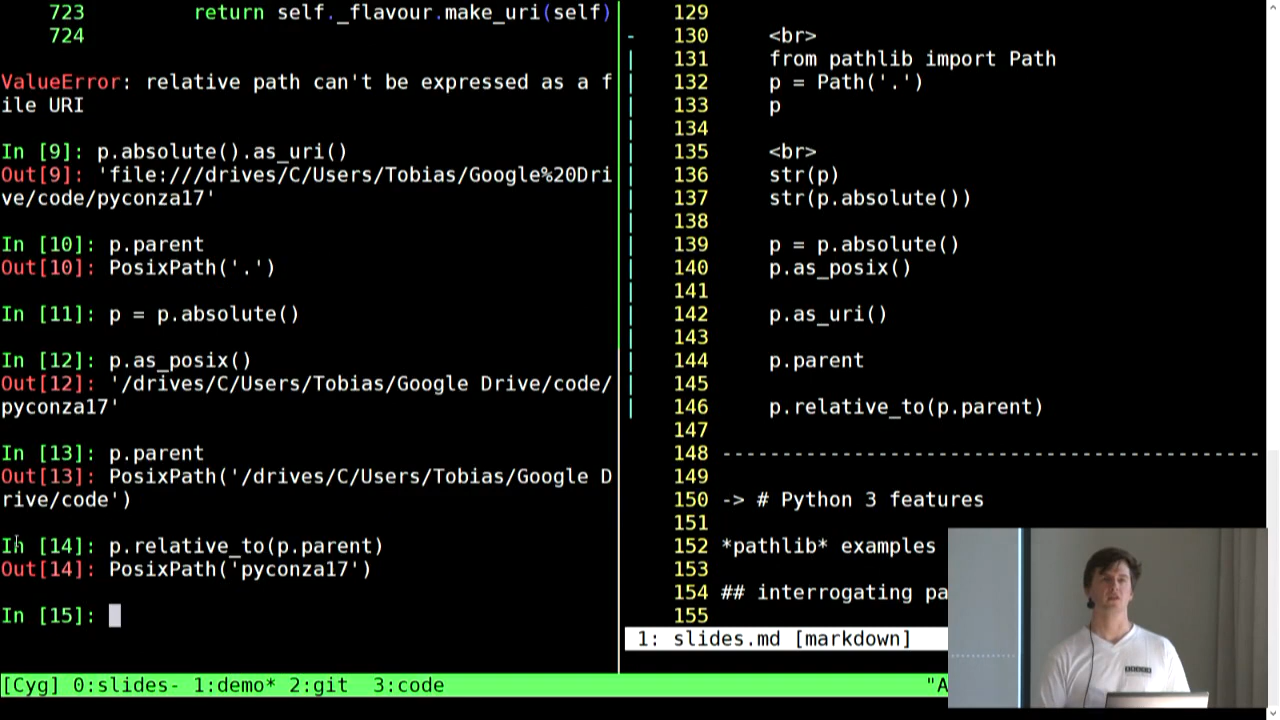 723         return self._flavour.make_uri(self)
724
ValueError: relative path can't be expressed as a f
ile URI
In [9]: p.absolute().as_uri()
Out[9]: 'file:///drives/C/Users/Tobias/Google%20Dri
ve/code/pyconza17'
In [10]: p.parent
Out[10]: PosixPath('.')
In [11]: p = p.absolute()
In [12]: p.as_posix()
Out[12]: '/drives/C/Users/Tobias/Google Drive/code/
pyconza17'
In [13]: p.parent
Out[13]: PosixPath('/drives/C/Users/Tobias/Google D
rive/code')
In [14]: p.relative_to(p.parent)
Out[14]: PosixPath('pyconza17')
In [15]:
129
- 130     <br>
| 131     from pathlib import Path
| 132     p = Path('.')
| 133     p
| 134
| 135     <br>
| 136     str(p)
| 137     str(p.absolute())
| 138
| 139     p = p.absolute()
| 140     p.as_posix()
| 141
| 142     p.as_uri()
| 143
| 144     p.parent
| 145
| 146     p.relative_to(p.parent)
147
148 ---------------------------------------------
149
150 -> # Python 3 features
151
152 *pathlib* examples
153
154 ## interrogating pa
155
1: slides.md [markdown]
[Cyg] 0:slides- 1:demo* 2:git  3:code "A